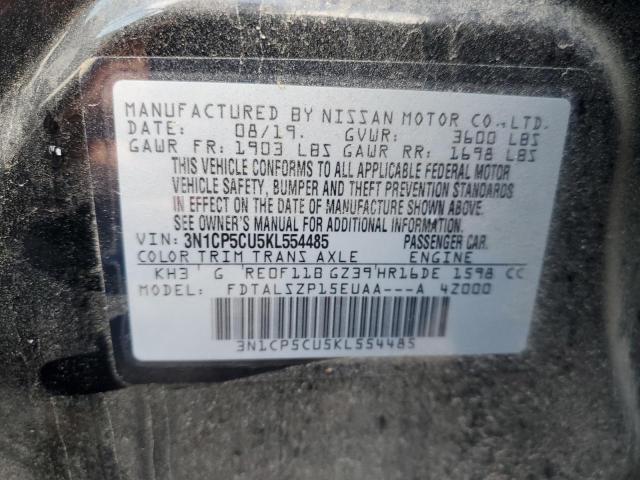 MANUFACTURED BY NISSAN MOTOR CO.,LTD.
DATE: 08/19. GVWR: 3600 LBS
GAWR FR: 1903 LBS GAWR RR: 1698 LBS
THIS VEHICLE CONFORMS TO ALL APPLICABLE FEDERAL MOTOR
VEHICLE SAFETY, BUMPER AND THEFT PREVENTION STANDARDS
IN EFFECT ON THE DATE OF MANUFACTURE SHOWN ABOVE.
SEE OWNER'S MANUAL FOR ADDITIONAL INFORMATION.
VIN: 3N1CP5CU5KL554485 PASSENGER CAR.
COLOR TRIM TRANS AXLE ENGINE
KH3 ' G 'RE0F11B GZ39'HR16DE 1598 CC
MODEL: FDTALSZP15EUAA---A 4Z000
3N1CP5CU5KL554485